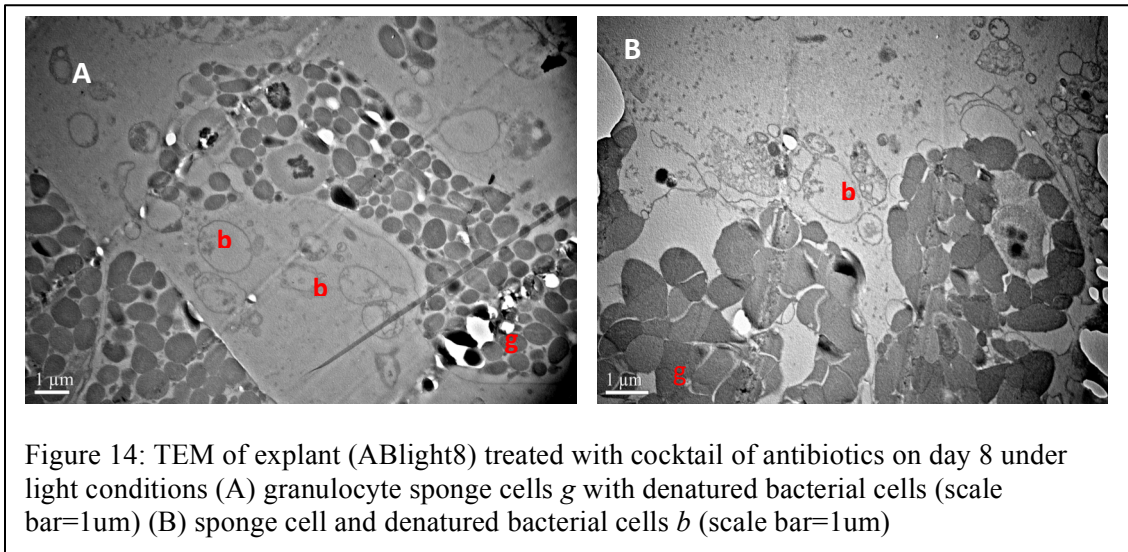 A
B
b
b
b
g
g
1 µm
1 µm
Figure 14: TEM of explant (ABlight8) treated with cocktail of antibiotics on day 8 under
light conditions (A) granulocyte sponge cells g with denatured bacterial cells (scale
bar=1um) (B) sponge cell and denatured bacterial cells b (scale bar=1um)